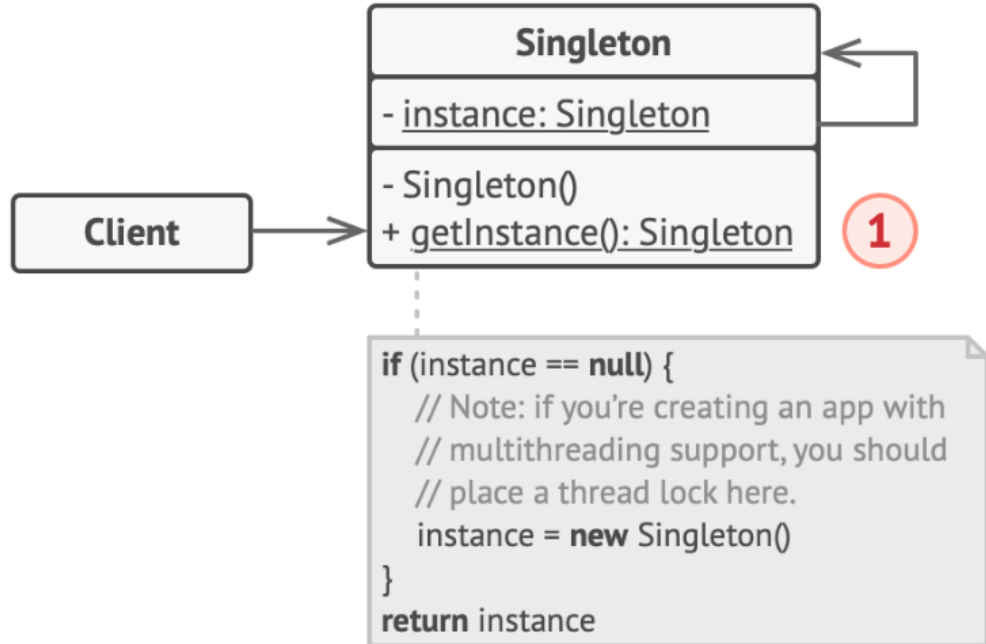 Singleton
- instance: Singleton
- Singleton()
+ getInstance(): Singleton
Client
1
if (instance == null) {
// Note: if you're creating an app with
// multithreading support, you should
// place a thread lock here.
instance = new Singleton()
}
return instance